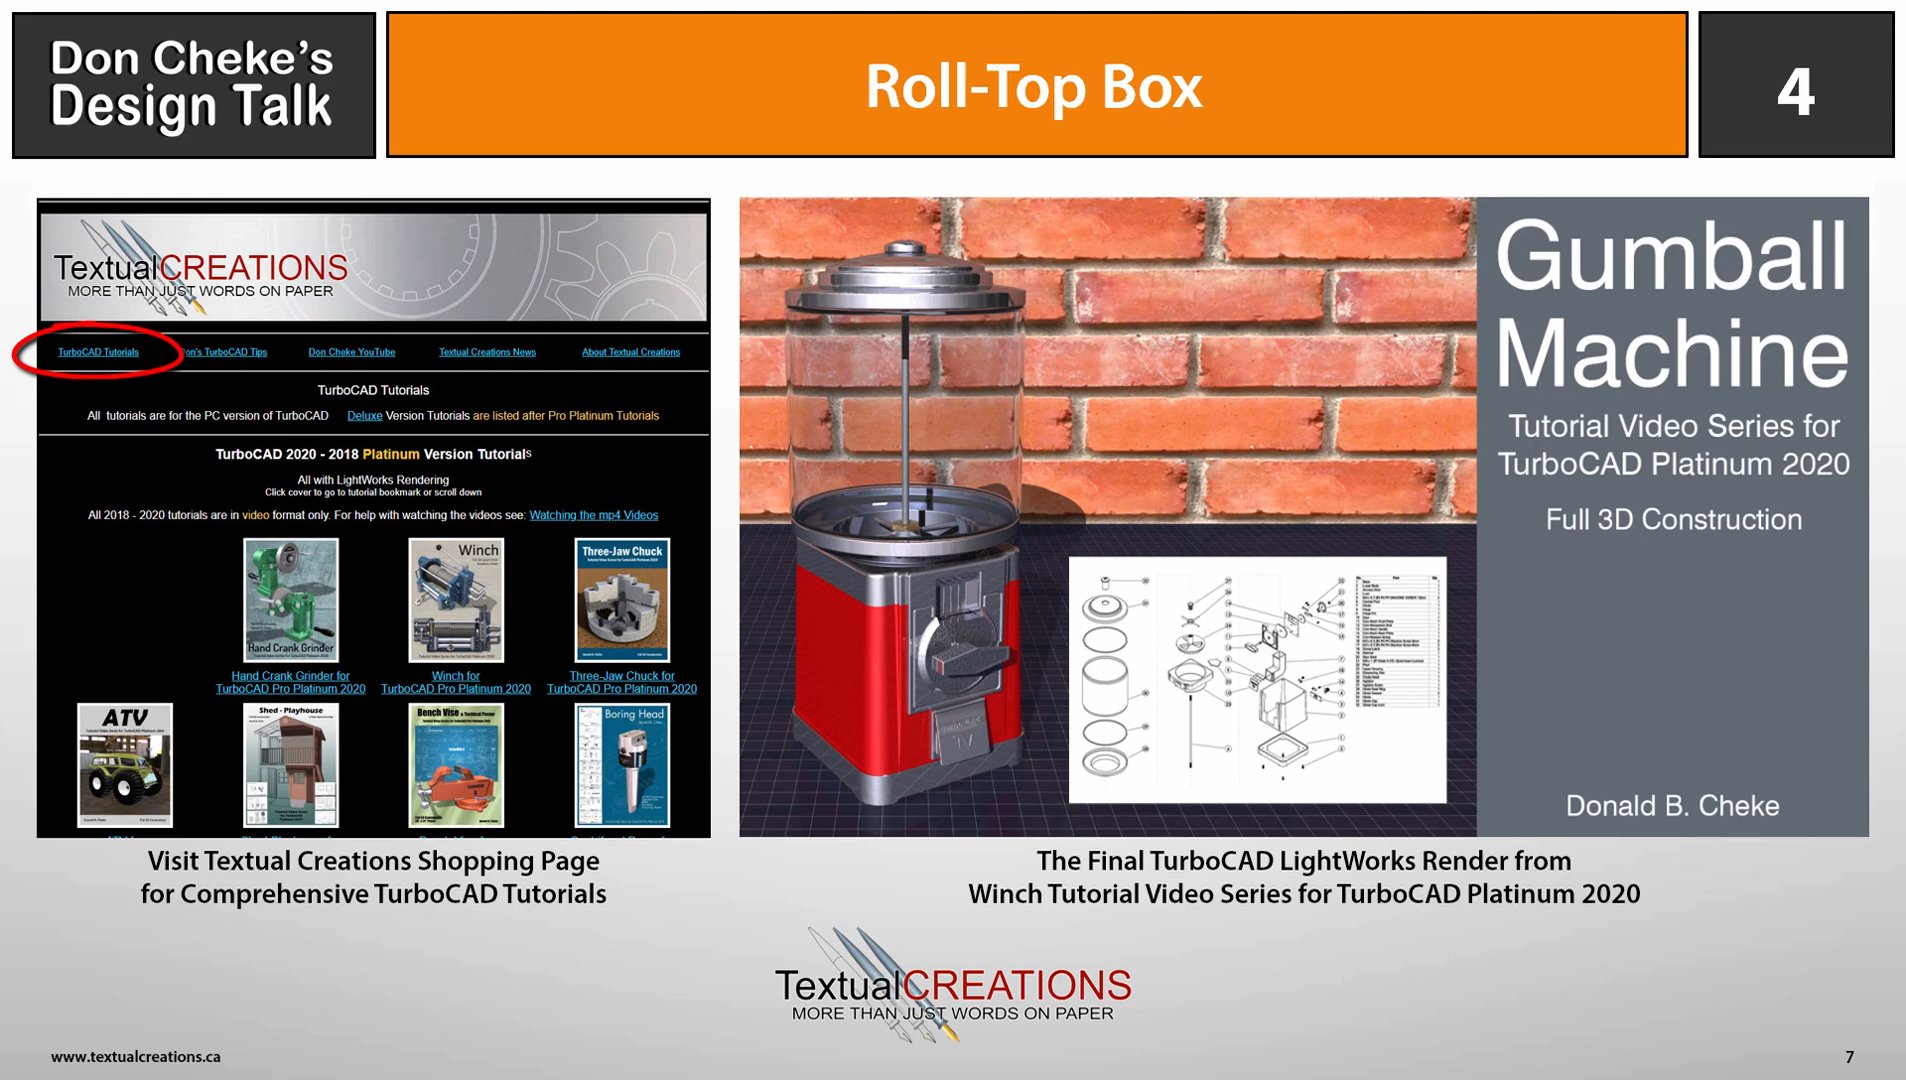 Don Cheke's
Design Talk
Roll-Top Box
4
TextualCREATIONS
MORE THAN JUST WORDS ON PAPER
TurboCAD Tutorials
Don's TurboCAD Tips
Don Cheke YouTube
Textual Creations News
About Textual Creations
TurboCAD Tutorials
All tutorials are for the PC version of TurboCAD Deluxe Version Tutorials are listed after Pro Platinum Tutorials
TurboCAD 2020 - 2018 Platinum Version Tutorials
All with LightWorks Rendering
Click cover to go to tutorial bookmark or scroll down
All 2018 - 2020 tutorials are in video format only. For help with watching the videos see: Watching the mp4 Videos
Hand Crank Grinder
Winch
Three-Jaw Chuck
Hand Crank Grinder for
TurboCAD Pro Platinum 2020
Winch for
TurboCAD Pro Platinum 2020
Three-Jaw Chuck for
TurboCAD Pro Platinum 2020
ATV
Shed - Playhouse
Bench Vise & Technical Poster
Boring Head
Visit Textual Creations Shopping Page
for Comprehensive TurboCAD Tutorials
Gumball
Machine
Tutorial Video Series for
TurboCAD Platinum 2020
Full 3D Construction
TurboCAD
TV
Donald B. Cheke
The Final TurboCAD LightWorks Render from
Winch Tutorial Video Series for TurboCAD Platinum 2020
TextualCREATIONS
MORE THAN JUST WORDS ON PAPER
www.textualcreations.ca
7